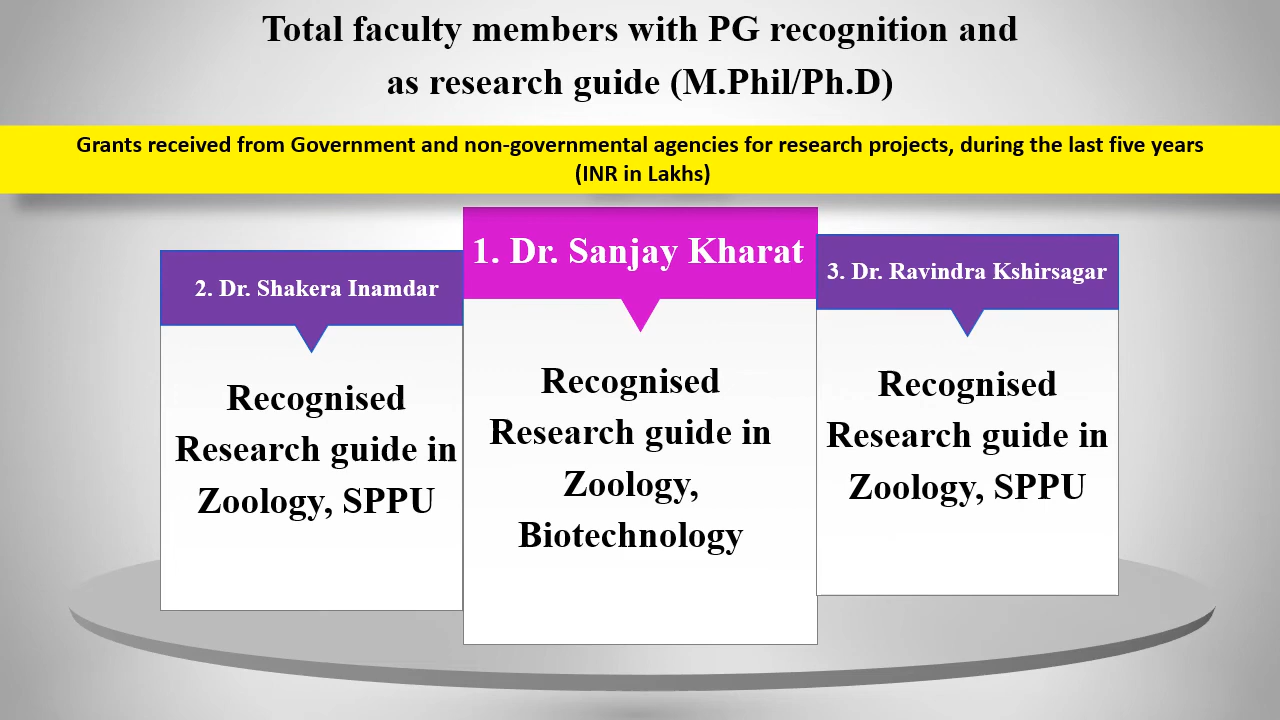 Total faculty members with PG recognition and
as research guide (M.Phil/Ph.D)
Grants received from Government and non-governmental agencies for research projects, during the last five years
(INR in Lakhs)
1. Dr. Sanjay Kharat
Recognised
Research guide in
Zoology,
Biotechnology
2. Dr. Shakera Inamdar
Recognised
Research guide in
Zoology, SPPU
3. Dr. Ravindra Kshirsagar
Recognised
Research guide in
Zoology, SPPU